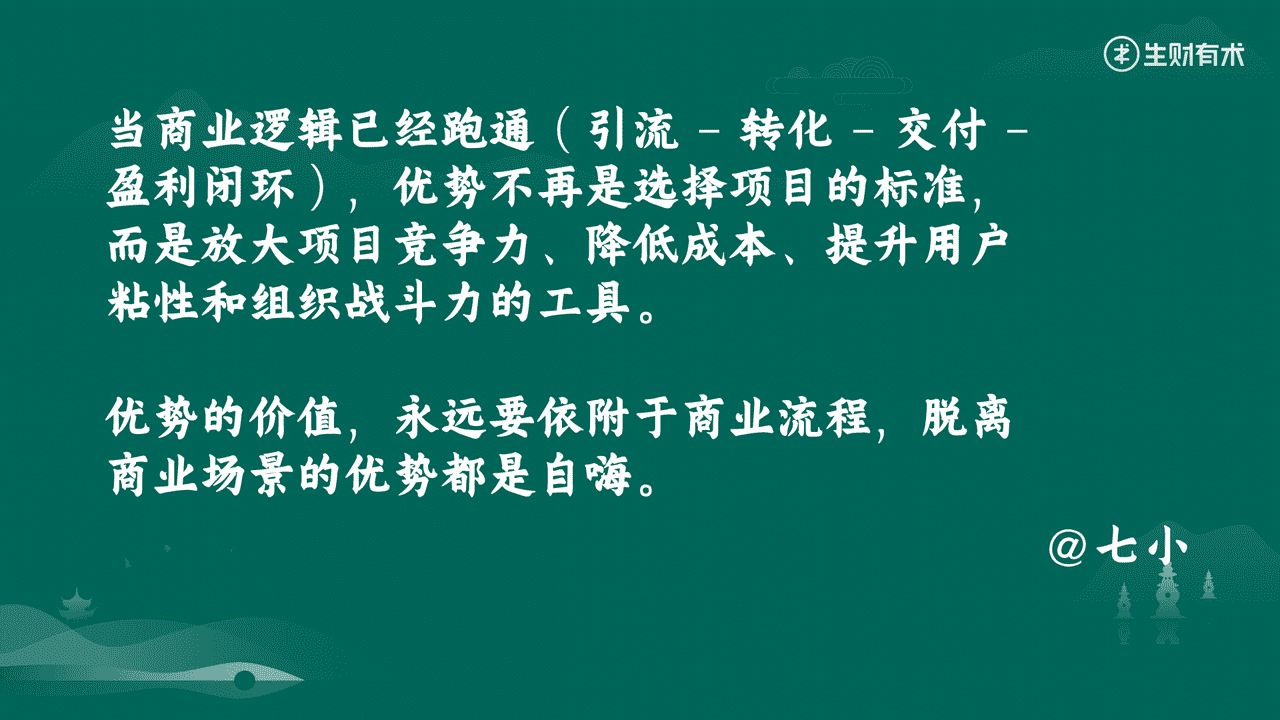 生财有术
当商业逻辑已经跑通（引流 - 转化 - 交付 -
盈利闭环），优势不再是选择项目的标准，
而是放大项目竞争力、降低成本、提升用户
粘性和组织战斗力的工具。
优势的价值，永远要依附于商业流程，脱离
商业场景的优势都是自嗨。
@七小